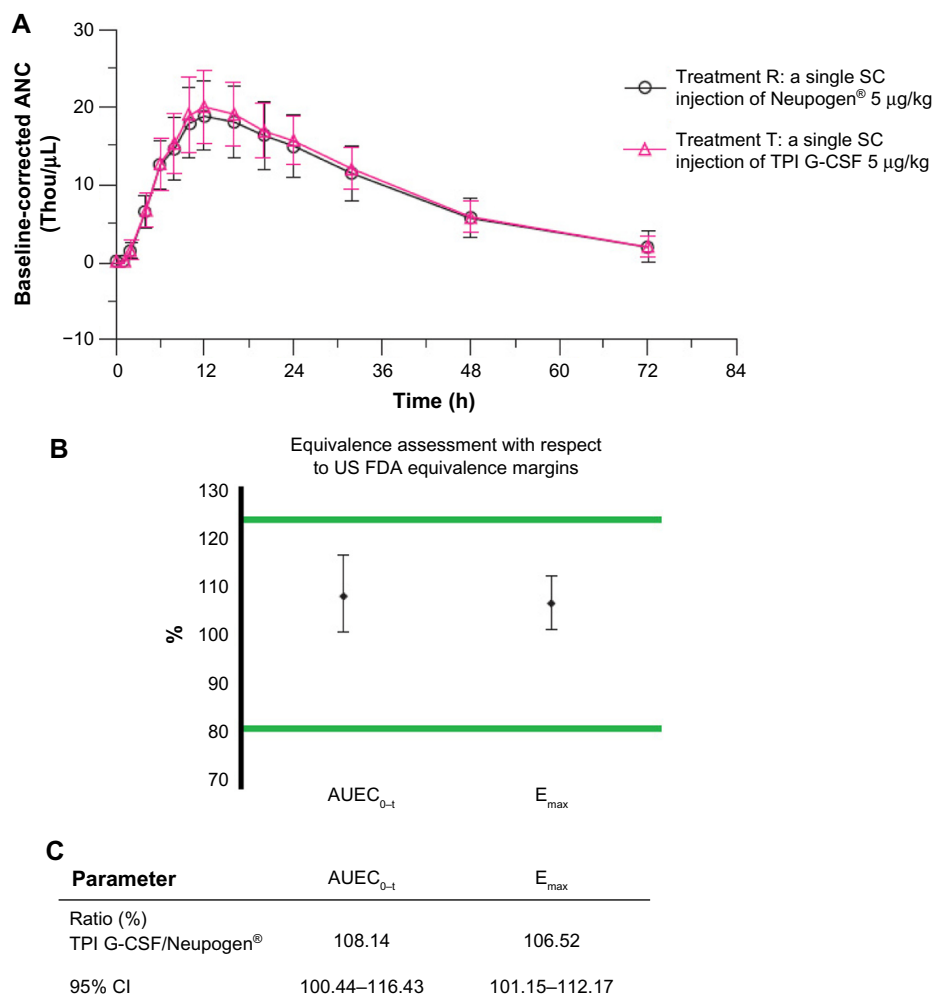 A
30
20
10
0
−10
Baseline-corrected ANC
(Thou/μL)
0 12 24 36 48 60 72 84
Time (h)
Treatment R: a single SC
injection of Neupogen® 5 μg/kg
Treatment T: a single SC
injection of TPI G-CSF 5 μg/kg
B
Equivalence assessment with respect
to US FDA equivalence margins
130
120
110
100
90
80
70
%
AUEC0–t Emax
C
Parameter AUEC0–t Emax
Ratio (%)
TPI G-CSF/Neupogen® 108.14 106.52
95% CI 100.44–116.43 101.15–112.17